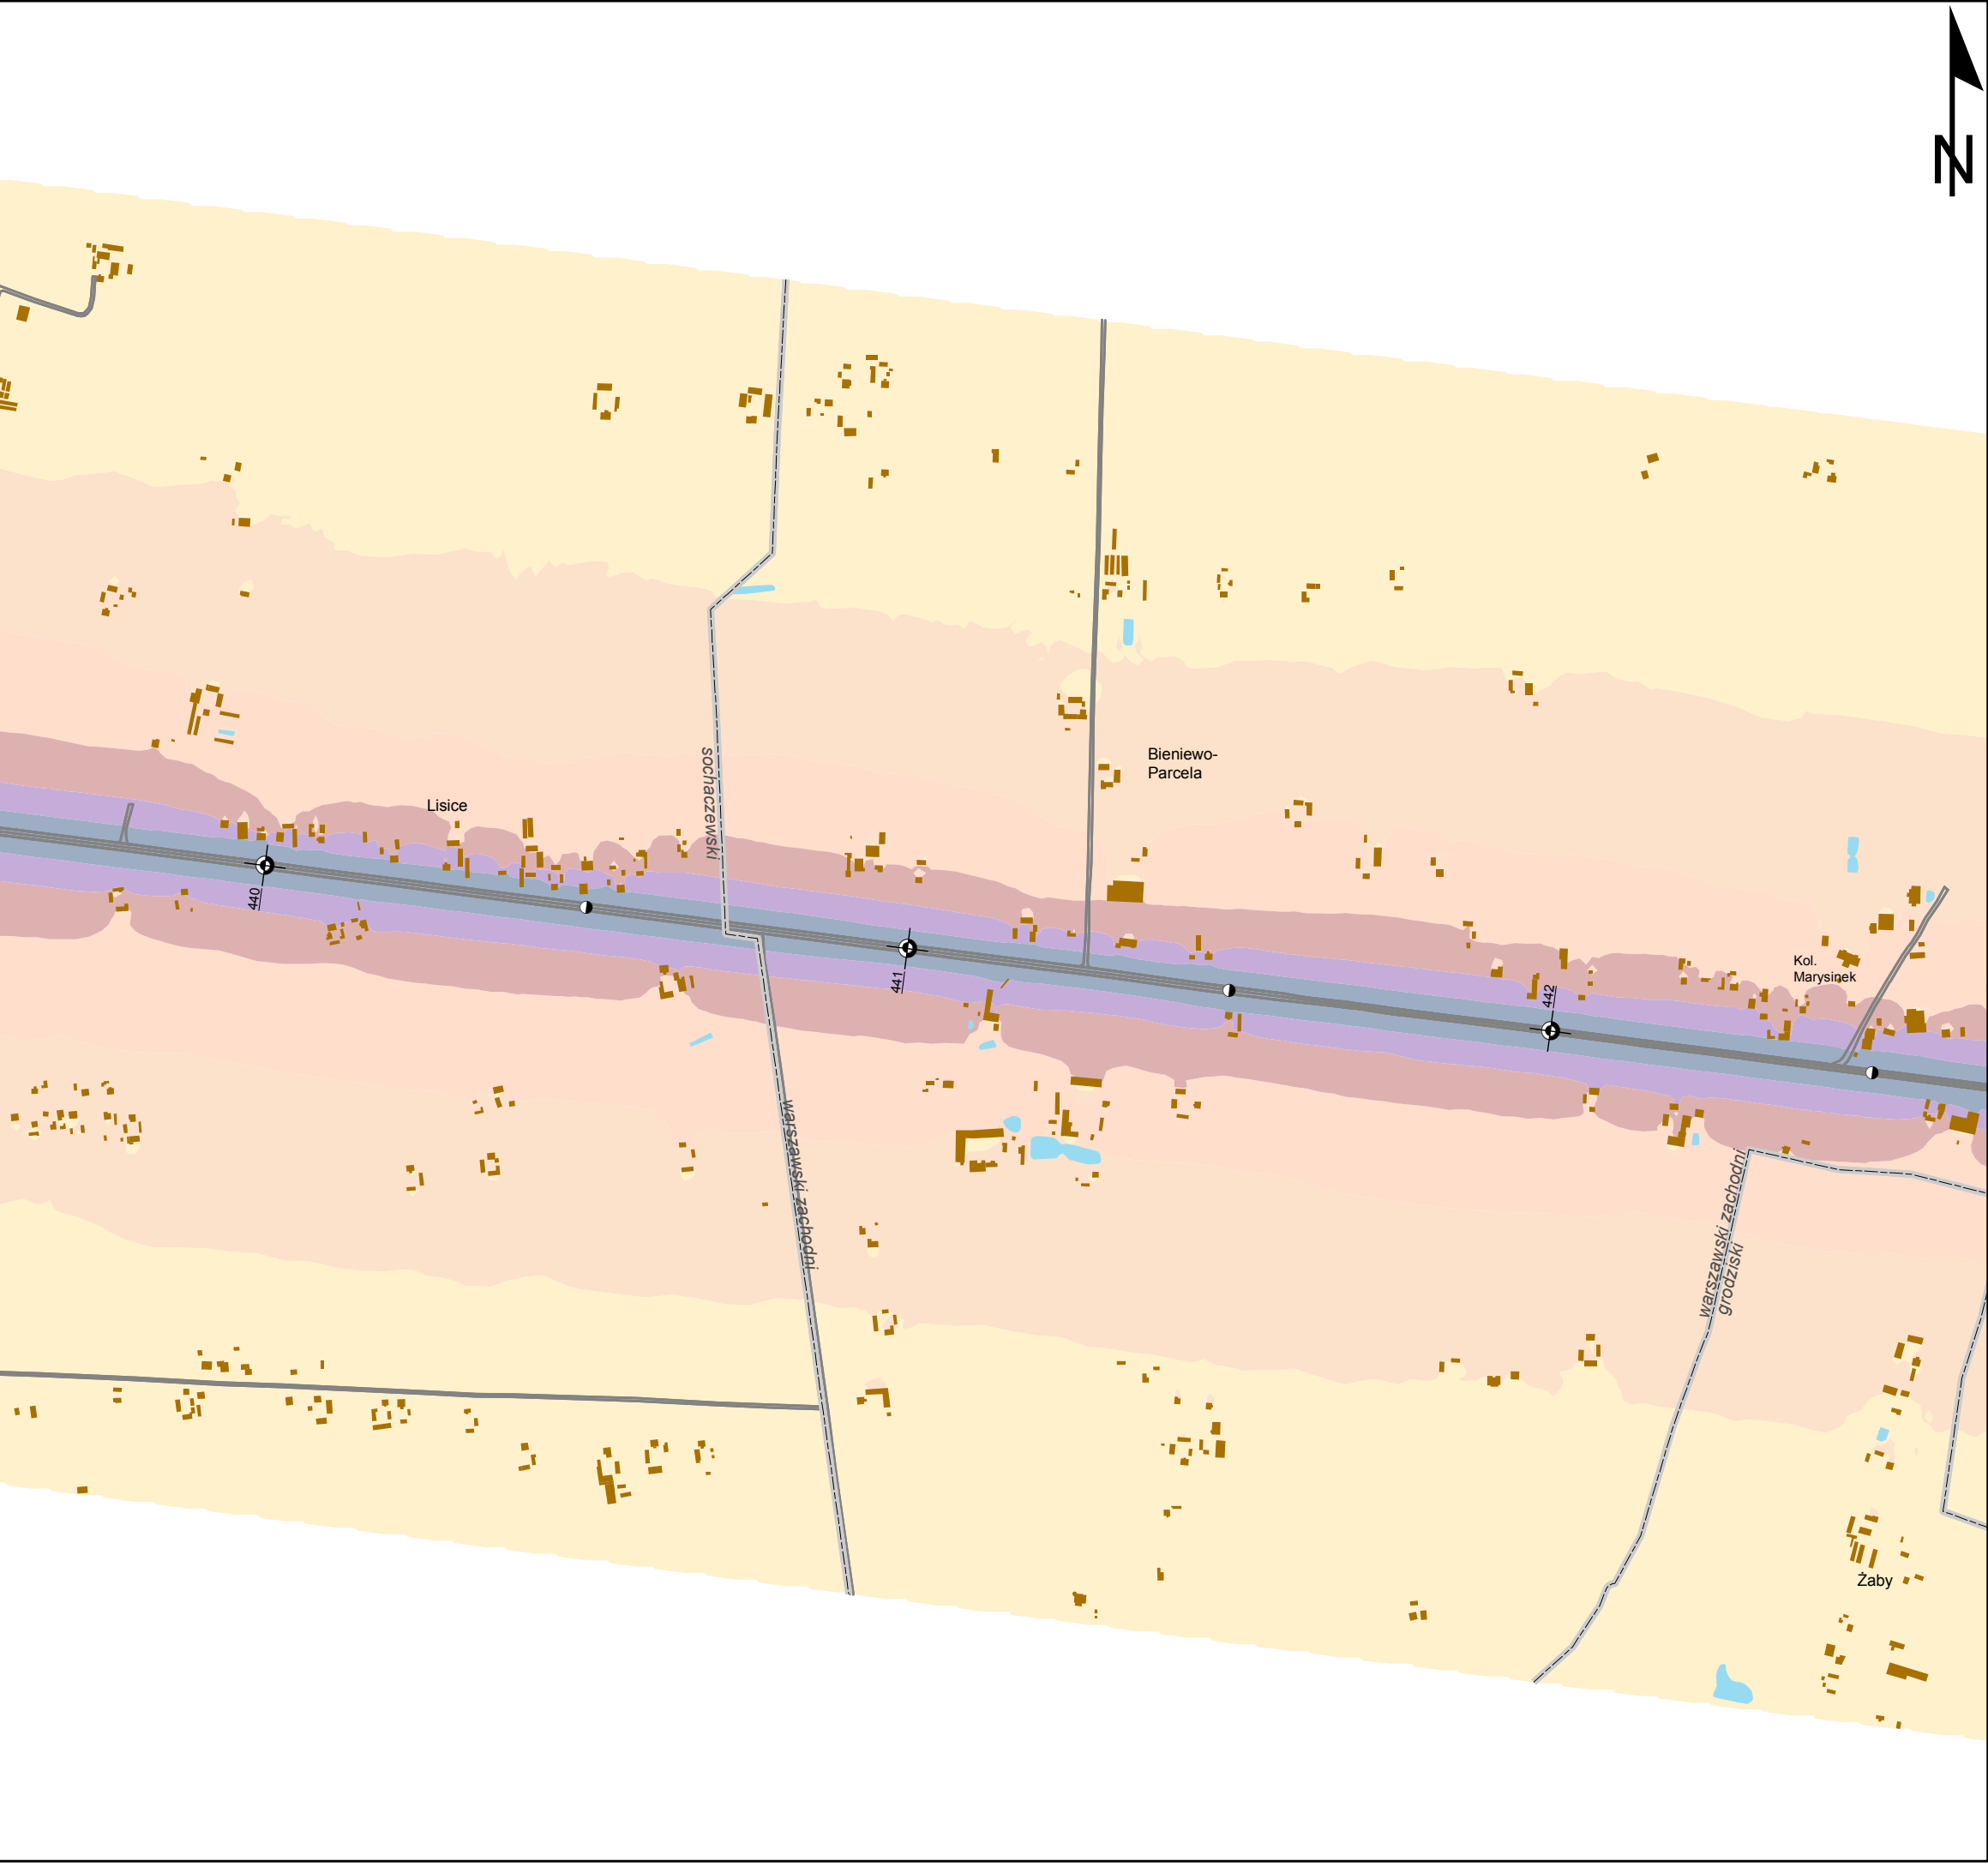 N
Lisice
sochaczewski
Bieniewo-
Parcela
440
441
442
Kol.
Marysinek
warszawski zachodni
warszawski zachodni
grodziski
Żaby